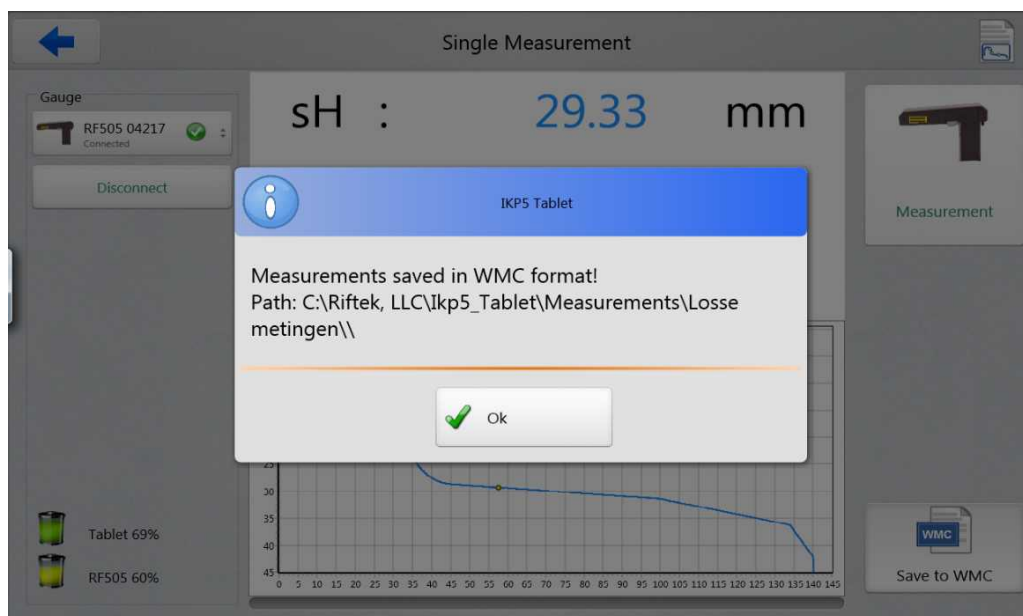 Single Measurement
Gauge
RF505 04217
Connected
Disconnect
sH : 29.33 mm
Measurement
IKP5 Tablet
Measurements saved in WMC format!
Path: C:\Riftek, LLC\Ikp5_Tablet\Measurements\Losse
metingen\\
Ok
25
30
35
40
45
0 5 10 15 20 25 30 35 40 45 50 55 60 65 70 75 80 85 90 95 100 105 110 115 120 125 130 135 140 145
Tablet 69%
RF505 60%
WMC
Save to WMC